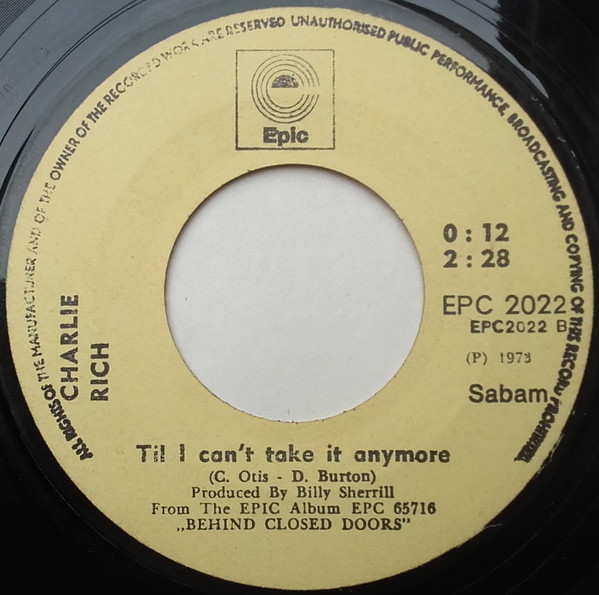 ALL RIGHTS OF THE MANUFACTURER AND OF THE OWNER OF THE RECORDED WORK ARE RESERVED UNAUTHORISED PUBLIC PERFORMANCE, BROADCASTING AND COPYING OF THIS RECORD PROHIBITED
Epic
0 : 12
2 : 28
EPC 2022
EPC2022 B
(P) 1973
Sabam
CHARLIE
RICH
Til I can't take it anymore
(C. Otis - D. Burton)
Produced By Billy Sherrill
From The EPIC Album EPC 65716
„BEHIND CLOSED DOORS"